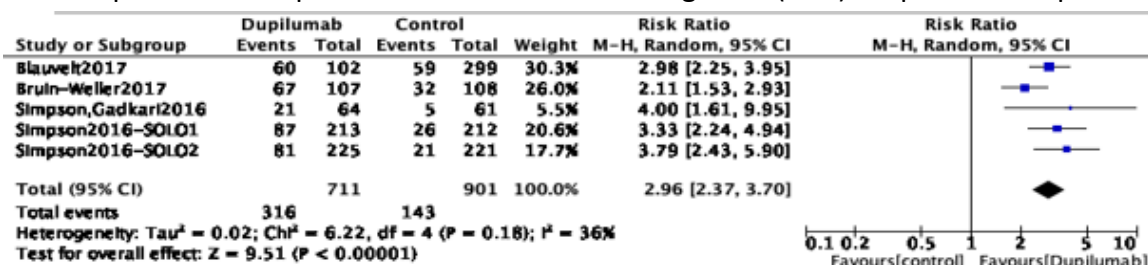 Dupilumab Control Risk Ratio Risk Ratio
Study or Subgroup Events Total Events Total Weight M-H, Random, 95% CI M-H, Random, 95% CI
Blauvelt2017 60 102 59 299 30.3% 2.98 [2.25, 3.95]
Bruin-Weller2017 67 107 32 108 26.0% 2.11 [1.53, 2.93]
Simpson,Gadkari2016 21 64 5 61 5.5% 4.00 [1.61, 9.95]
Simpson2016-SOLO1 87 213 26 212 20.6% 3.33 [2.24, 4.94]
Simpson2016-SOLO2 81 225 21 221 17.7% 3.79 [2.43, 5.90]
Total (95% CI) 711 901 100.0% 2.96 [2.37, 3.70]
Total events 316 143
Heterogeneity: Tau² = 0.02; Chi² = 6.22, df = 4 (P = 0.18); I² = 36%
Test for overall effect: Z = 9.51 (P < 0.00001)
0.1 0.2 0.5 1 2 5 10
Favours[control] Favours[Dupilumab]